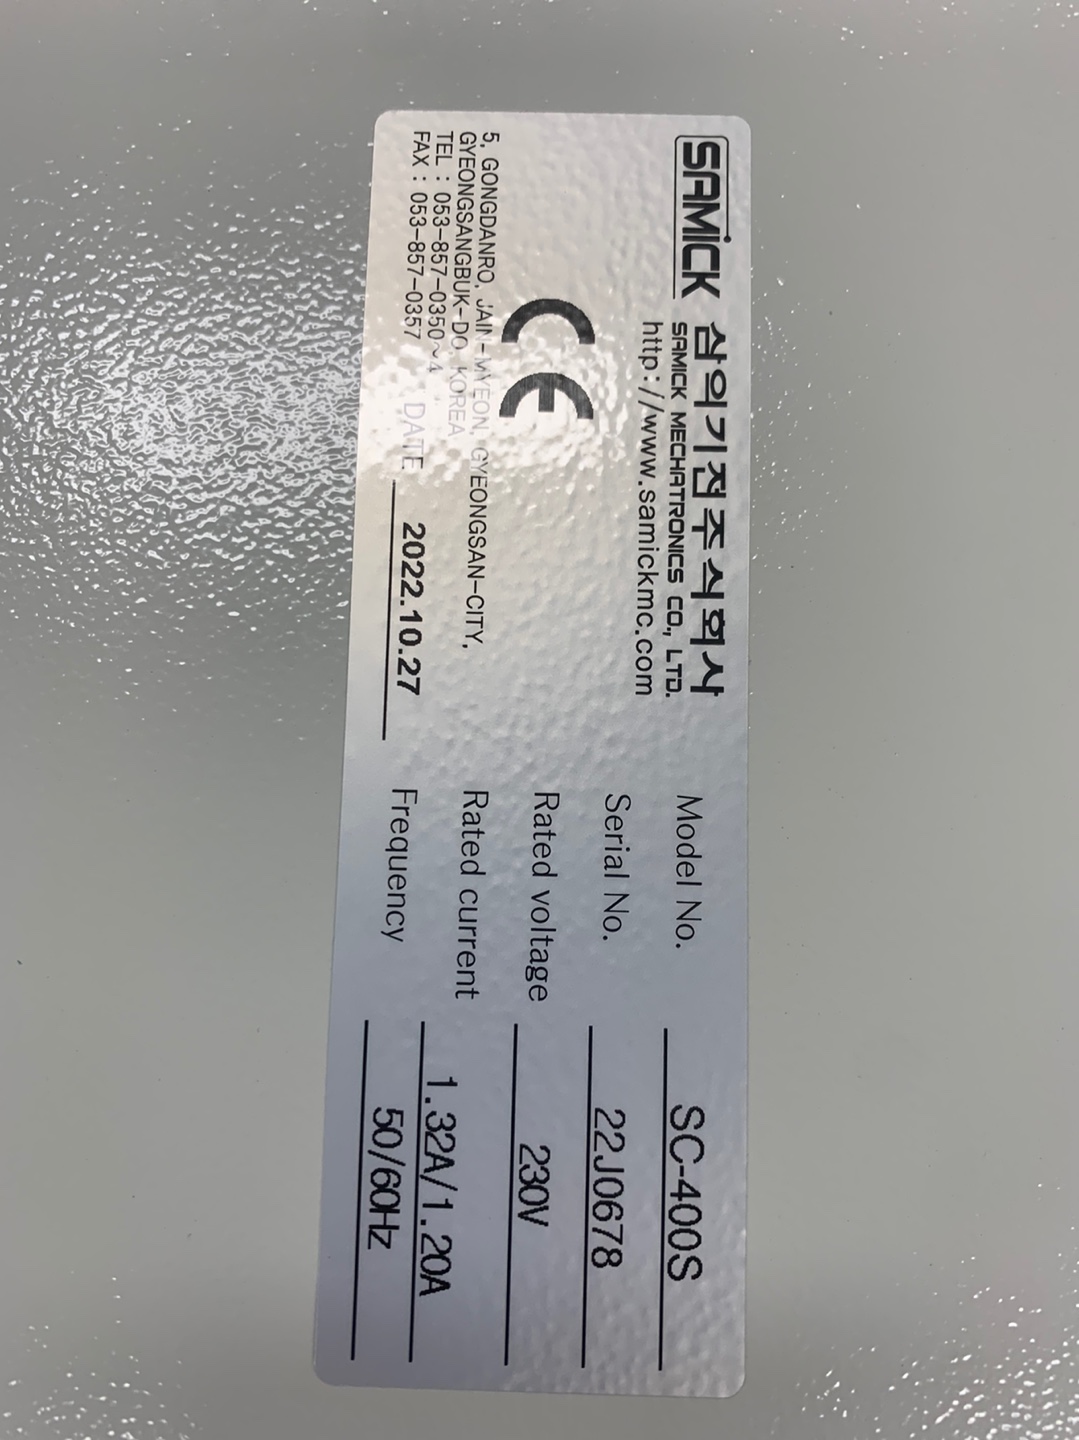 SAMICK 삼익기전주식회사
SAMICK MECHATRONICS CO., LTD.
http://www.samickmc.com
CE
5, GONGDANRO, JAIN-MYEON, GYEONGSAN-CITY,
GYEONGSANGBUK-DO, KOREA
TEL : 053-857-0350~4
FAX : 053-857-0357
DATE 2022.10.27
Model No. SC-400S
Serial No. 22J0678
Rated voltage 230V
Rated current 1.32A/1.20A
Frequency 50/60Hz